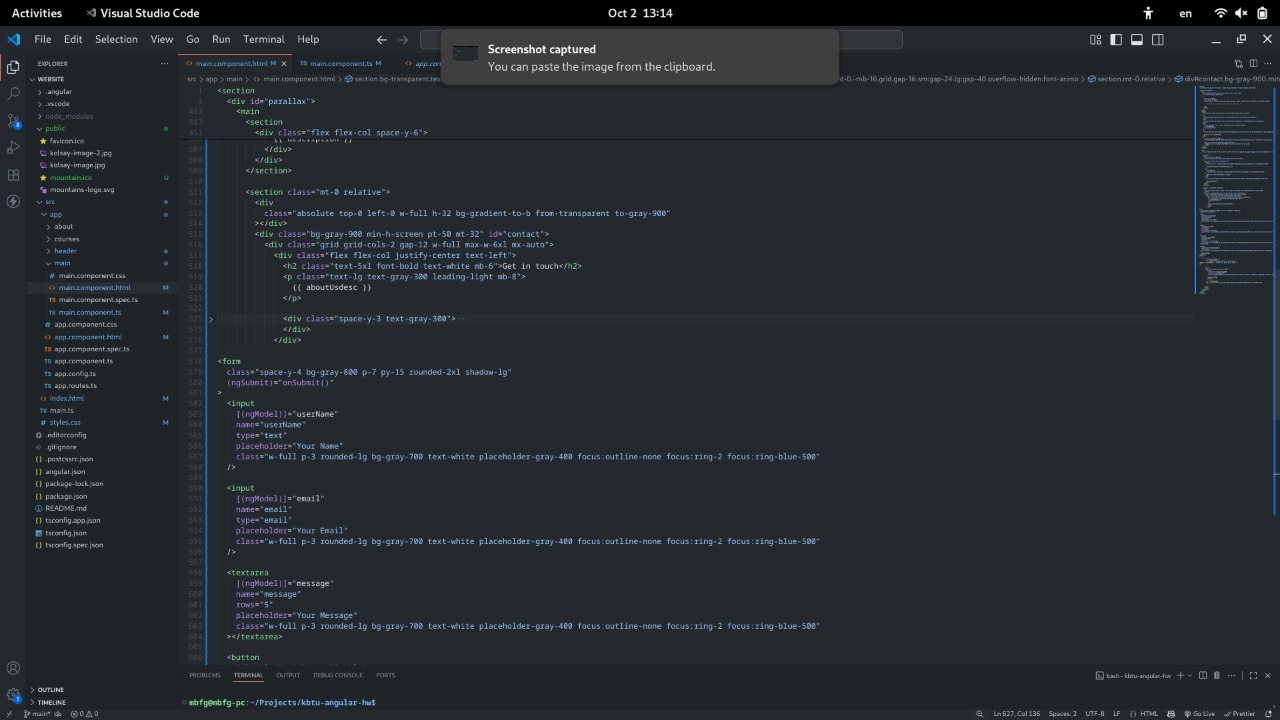 Activities
Visual Studio Code
Oct 2 13:14
en
File Edit Selection View Go Run Terminal Help
Screenshot captured
You can paste the image from the clipboard.
EXPLORER
main.component.html M
main.component.ts M
WEBSITE
src > app > main > main.component.html > section.bg-transparent.tex
t-0.-mb-16.grid.gap-16.smgap-24.lg:gap-40.overflow-hidden.font-arimo > section.mt-0.relative > div#contact.bg-gray-900.min
.angular
.vscode
node_modules
public
favicon.ico
kolsay-image-2.jpg
kolsay-image.jpg
mountain.ico U
mountains-logo.svg
src
app
about
courses
header
main
main.component.css
main.component.html M
main.component.spec.ts
main.component.ts M
app.component.css
app.component.html M
app.component.spec.ts
app.component.ts
app.config.ts
app.routes.ts
index.html M
main.ts
styles.css M
.editorconfig
.gitignore
.postcssrc.json
angular.json
package-lock.json
package.json
README.md
tsconfig.app.json
tsconfig.json
tsconfig.spec.json
OUTLINE
TIMELINE
1 <section
4 <div id="parallax">
<main
487 <section
491 <div class="flex flex-col space-y-6">
{{ description }}
507 </div>
508 </div>
509 </section>
510
511 <section class="mt-0 relative">
512 <div
513 class="absolute top-0 left-0 w-full h-32 bg-gradient-to-b from-transparent to-gray-900"
514 ></div>
515 <div class="bg-gray-900 min-h-screen pt-50 mt-32" id="contact">
516 <div class="grid grid-cols-2 gap-12 w-full max-w-6xl mx-auto">
517 <div class="flex flex-col justify-center text-left">
518 <h2 class="text-5xl font-bold text-white mb-6">Get in touch</h2>
519 <p class="text-lg text-gray-300 leading-light mb-8">
520 {{ aboutUsdesc }}
521 </p>
522
523 <div class="space-y-3 text-gray-300"> ...
575 </div>
576 </div>
577
578 <form
579 class="space-y-4 bg-gray-800 p-7 py-15 rounded-2xl shadow-lg"
580 (ngSubmit)="onSubmit()"
581 >
582 <input
583 [(ngModel)]="userName"
584 name="userName"
585 type="text"
586 placeholder="Your Name"
587 class="w-full p-3 rounded-lg bg-gray-700 text-white placeholder-gray-400 focus:outline-none focus:ring-2 focus:ring-blue-500"
588 />
589
590 <input
591 [(ngModel)]="email"
592 name="email"
593 type="email"
594 placeholder="Your Email"
595 class="w-full p-3 rounded-lg bg-gray-700 text-white placeholder-gray-400 focus:outline-none focus:ring-2 focus:ring-blue-500"
596 />
597
598 <textarea
599 [(ngModel)]="message"
600 name="message"
601 rows="5"
602 placeholder="Your Message"
603 class="w-full p-3 rounded-lg bg-gray-700 text-white placeholder-gray-400 focus:outline-none focus:ring-2 focus:ring-blue-500"
604 ></textarea>
605
606 <button
PROBLEMS TERMINAL OUTPUT DEBUG CONSOLE PORTS
bash - kbtu-angular-hw
mbfg@mbfg-pc:~/Projects/kbtu-angular-hw$
main* 0 0
Ln 627, Col 136 Spaces: 2 UTF-8 LF {} HTML Go Live Prettier